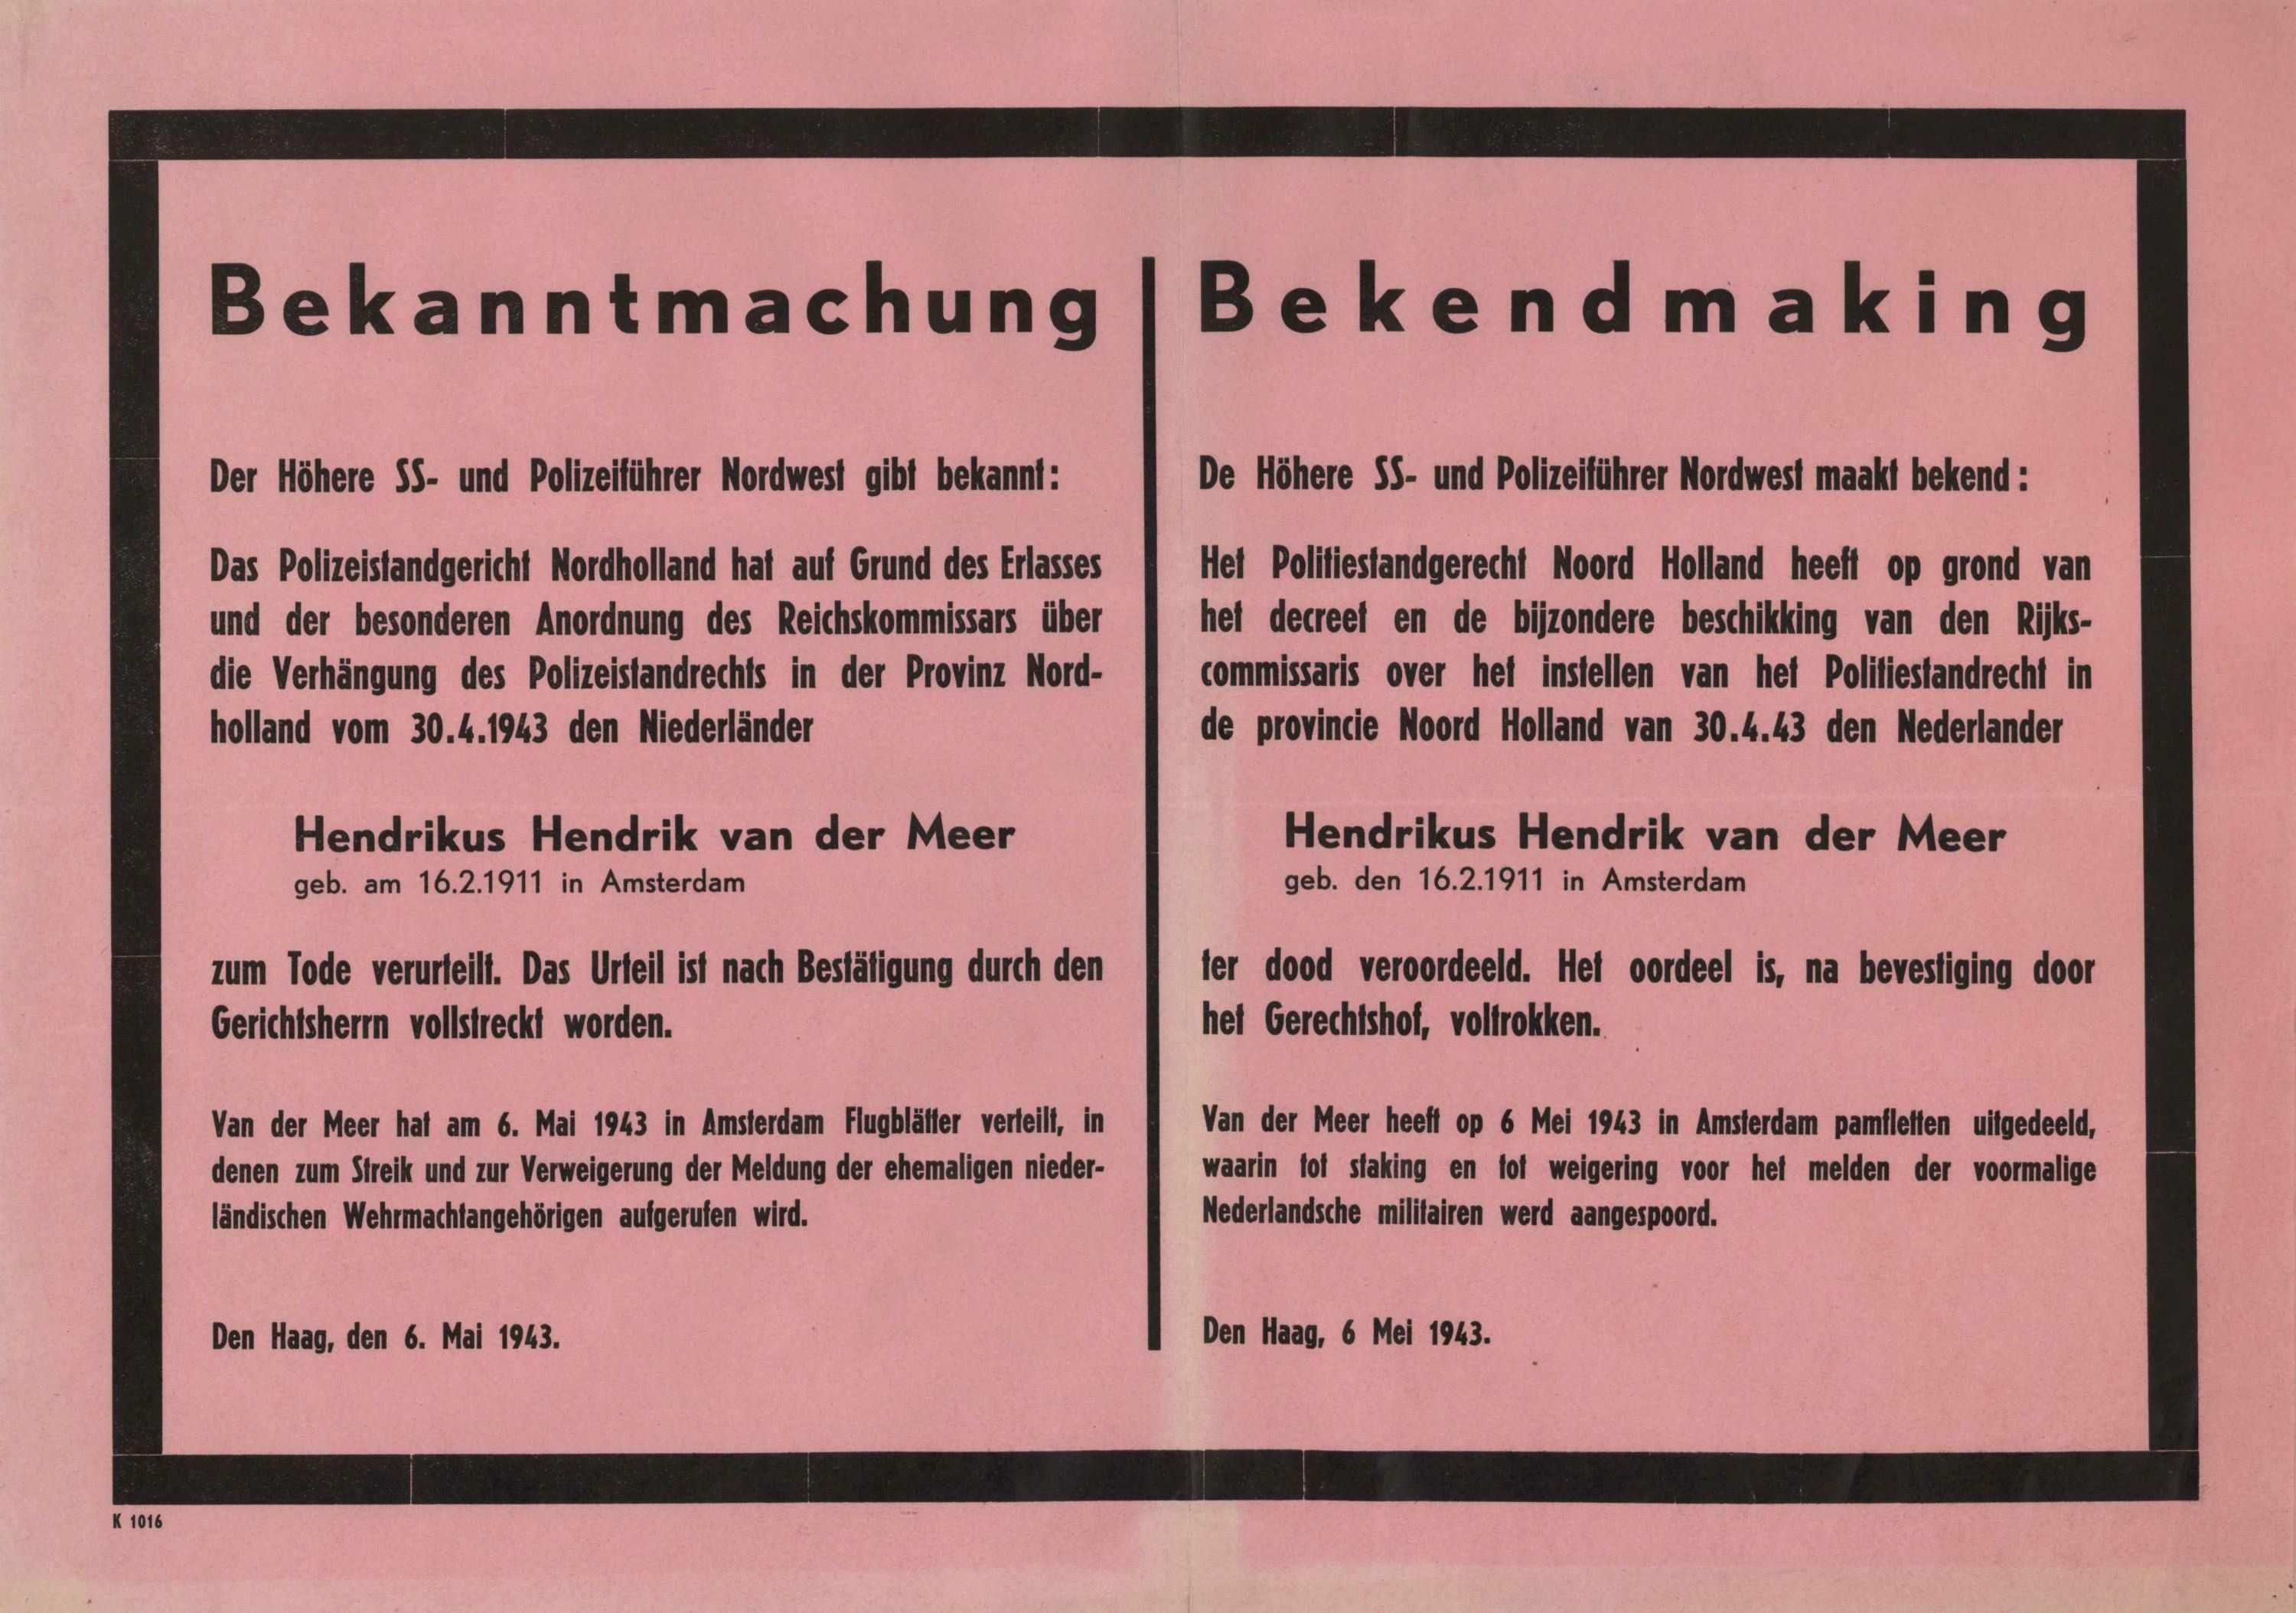 Bekanntmachung
Der Höhere SS- und Polizeiführer Nordwest gibt bekannt:
Das Polizeistandgericht Nordholland hat auf Grund des Erlasses
und der besonderen Anordnung des Reichskommissars über
die Verhängung des Polizeistandrechts in der Provinz Nord-
holland vom 30.4.1943 den Niederländer
Hendrikus Hendrik van der Meer
geb. am 16.2.1911 in Amsterdam
zum Tode verurteilt. Das Urteil ist nach Bestätigung durch den
Gerichtsherrn vollstreckt worden.
Van der Meer hat am 6. Mai 1943 in Amsterdam Flugblätter verteilt, in
denen zum Streik und zur Verweigerung der Meldung der ehemaligen nieder-
ländischen Wehrmachtangehörigen aufgerufen wird.
Den Haag, den 6. Mai 1943.
Bekendmaking
De Höhere SS- und Polizeiführer Nordwest maakt bekend:
Het Politiestandgerecht Noord Holland heeft op grond van
het decreet en de bijzondere beschikking van den Rijks-
commissaris over het instellen van het Politiestandrecht in
de provincie Noord Holland van 30.4.43 den Nederlander
Hendrikus Hendrik van der Meer
geb. den 16.2.1911 in Amsterdam
ter dood veroordeeld. Het oordeel is, na bevestiging door
het Gerechtshof, voltrokken.
Van der Meer heeft op 6 Mei 1943 in Amsterdam pamfletten uitgedeeld,
waarin tot staking en tot weigering voor het melden der voormalige
Nederlandsche militairen werd aangespoord.
Den Haag, 6 Mei 1943.
K 1016